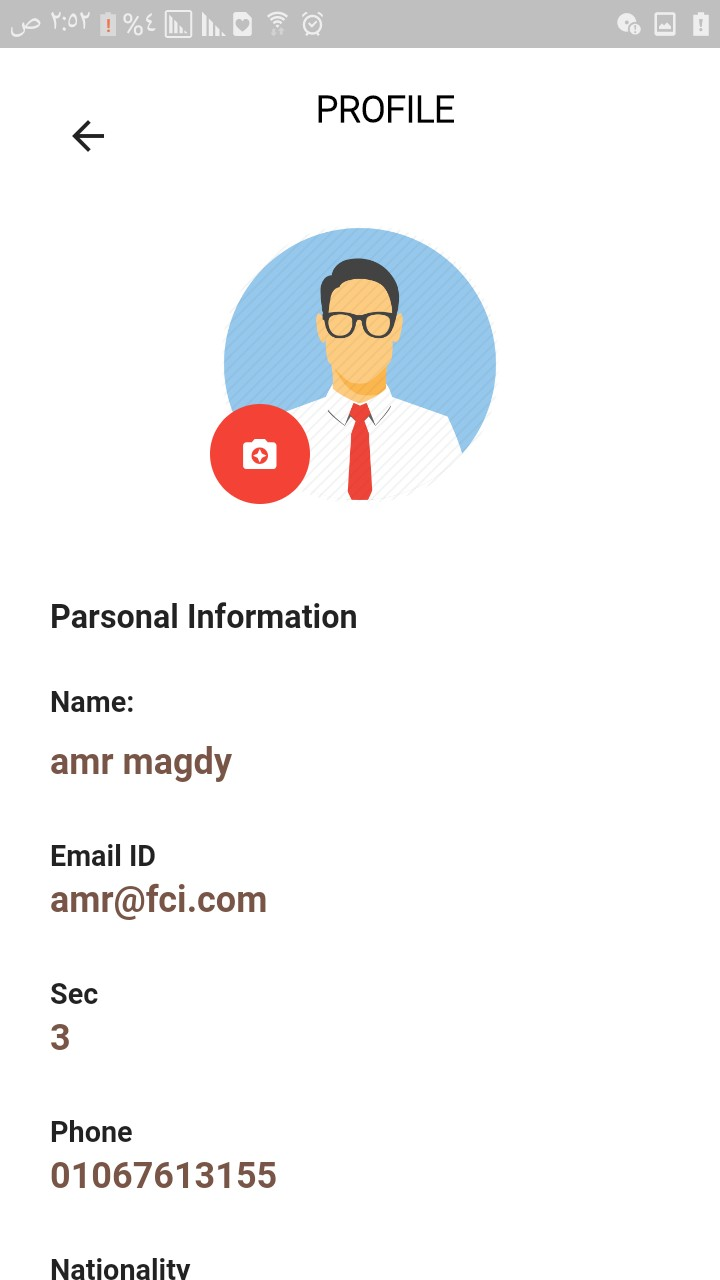 ص ٢:٥٢ %٤
PROFILE
Parsonal Information
Name:
amr magdy
Email ID
amr@fci.com
Sec
3
Phone
01067613155
Nationality